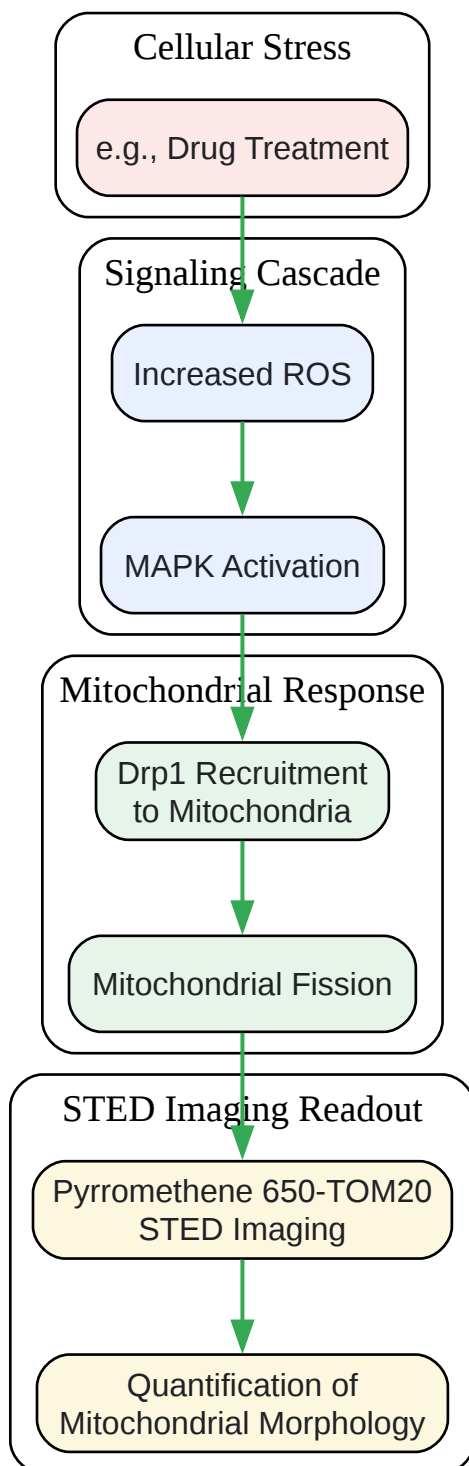 Cellular Stress
e.g., Drug Treatment
Signaling Cascade
Increased ROS
MAPK Activation
Mitochondrial Response
Drp1 Recruitment
to Mitochondria
Mitochondrial Fission
STED Imaging Readout
Pyrromethene 650-TOM20
STED Imaging
Quantification of
Mitochondrial Morphology